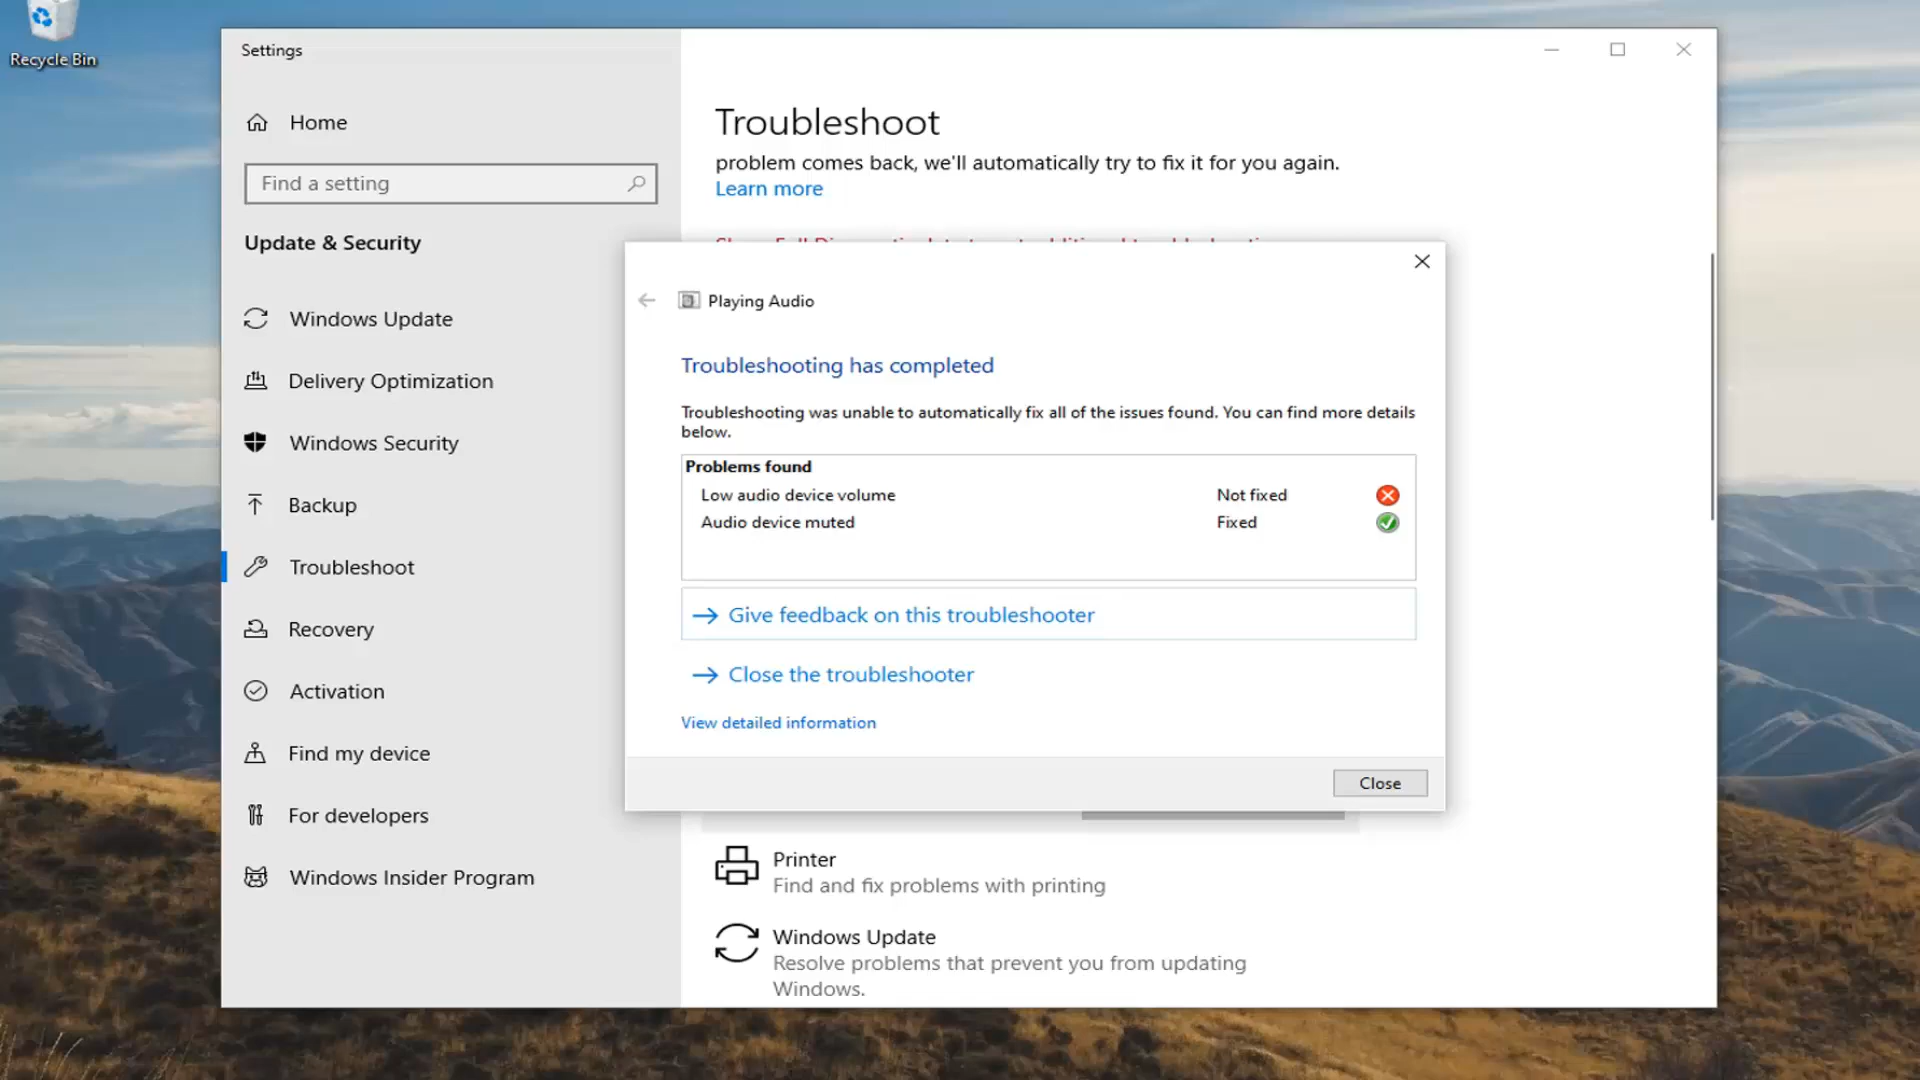 Recycle Bin
Settings
Home
Find a setting
Update & Security
Windows Update
Delivery Optimization
Windows Security
Backup
Troubleshoot
Recovery
Activation
Find my device
For developers
Windows Insider Program
Troubleshoot
problem comes back, we'll automatically try to fix it for you again.
Learn more
Playing Audio
Troubleshooting has completed
Troubleshooting was unable to automatically fix all of the issues found. You can find more details
below.
Problems found
Low audio device volume Not fixed
Audio device muted Fixed
Give feedback on this troubleshooter
Close the troubleshooter
View detailed information
Close
Printer
Find and fix problems with printing
Windows Update
Resolve problems that prevent you from updating
Windows.